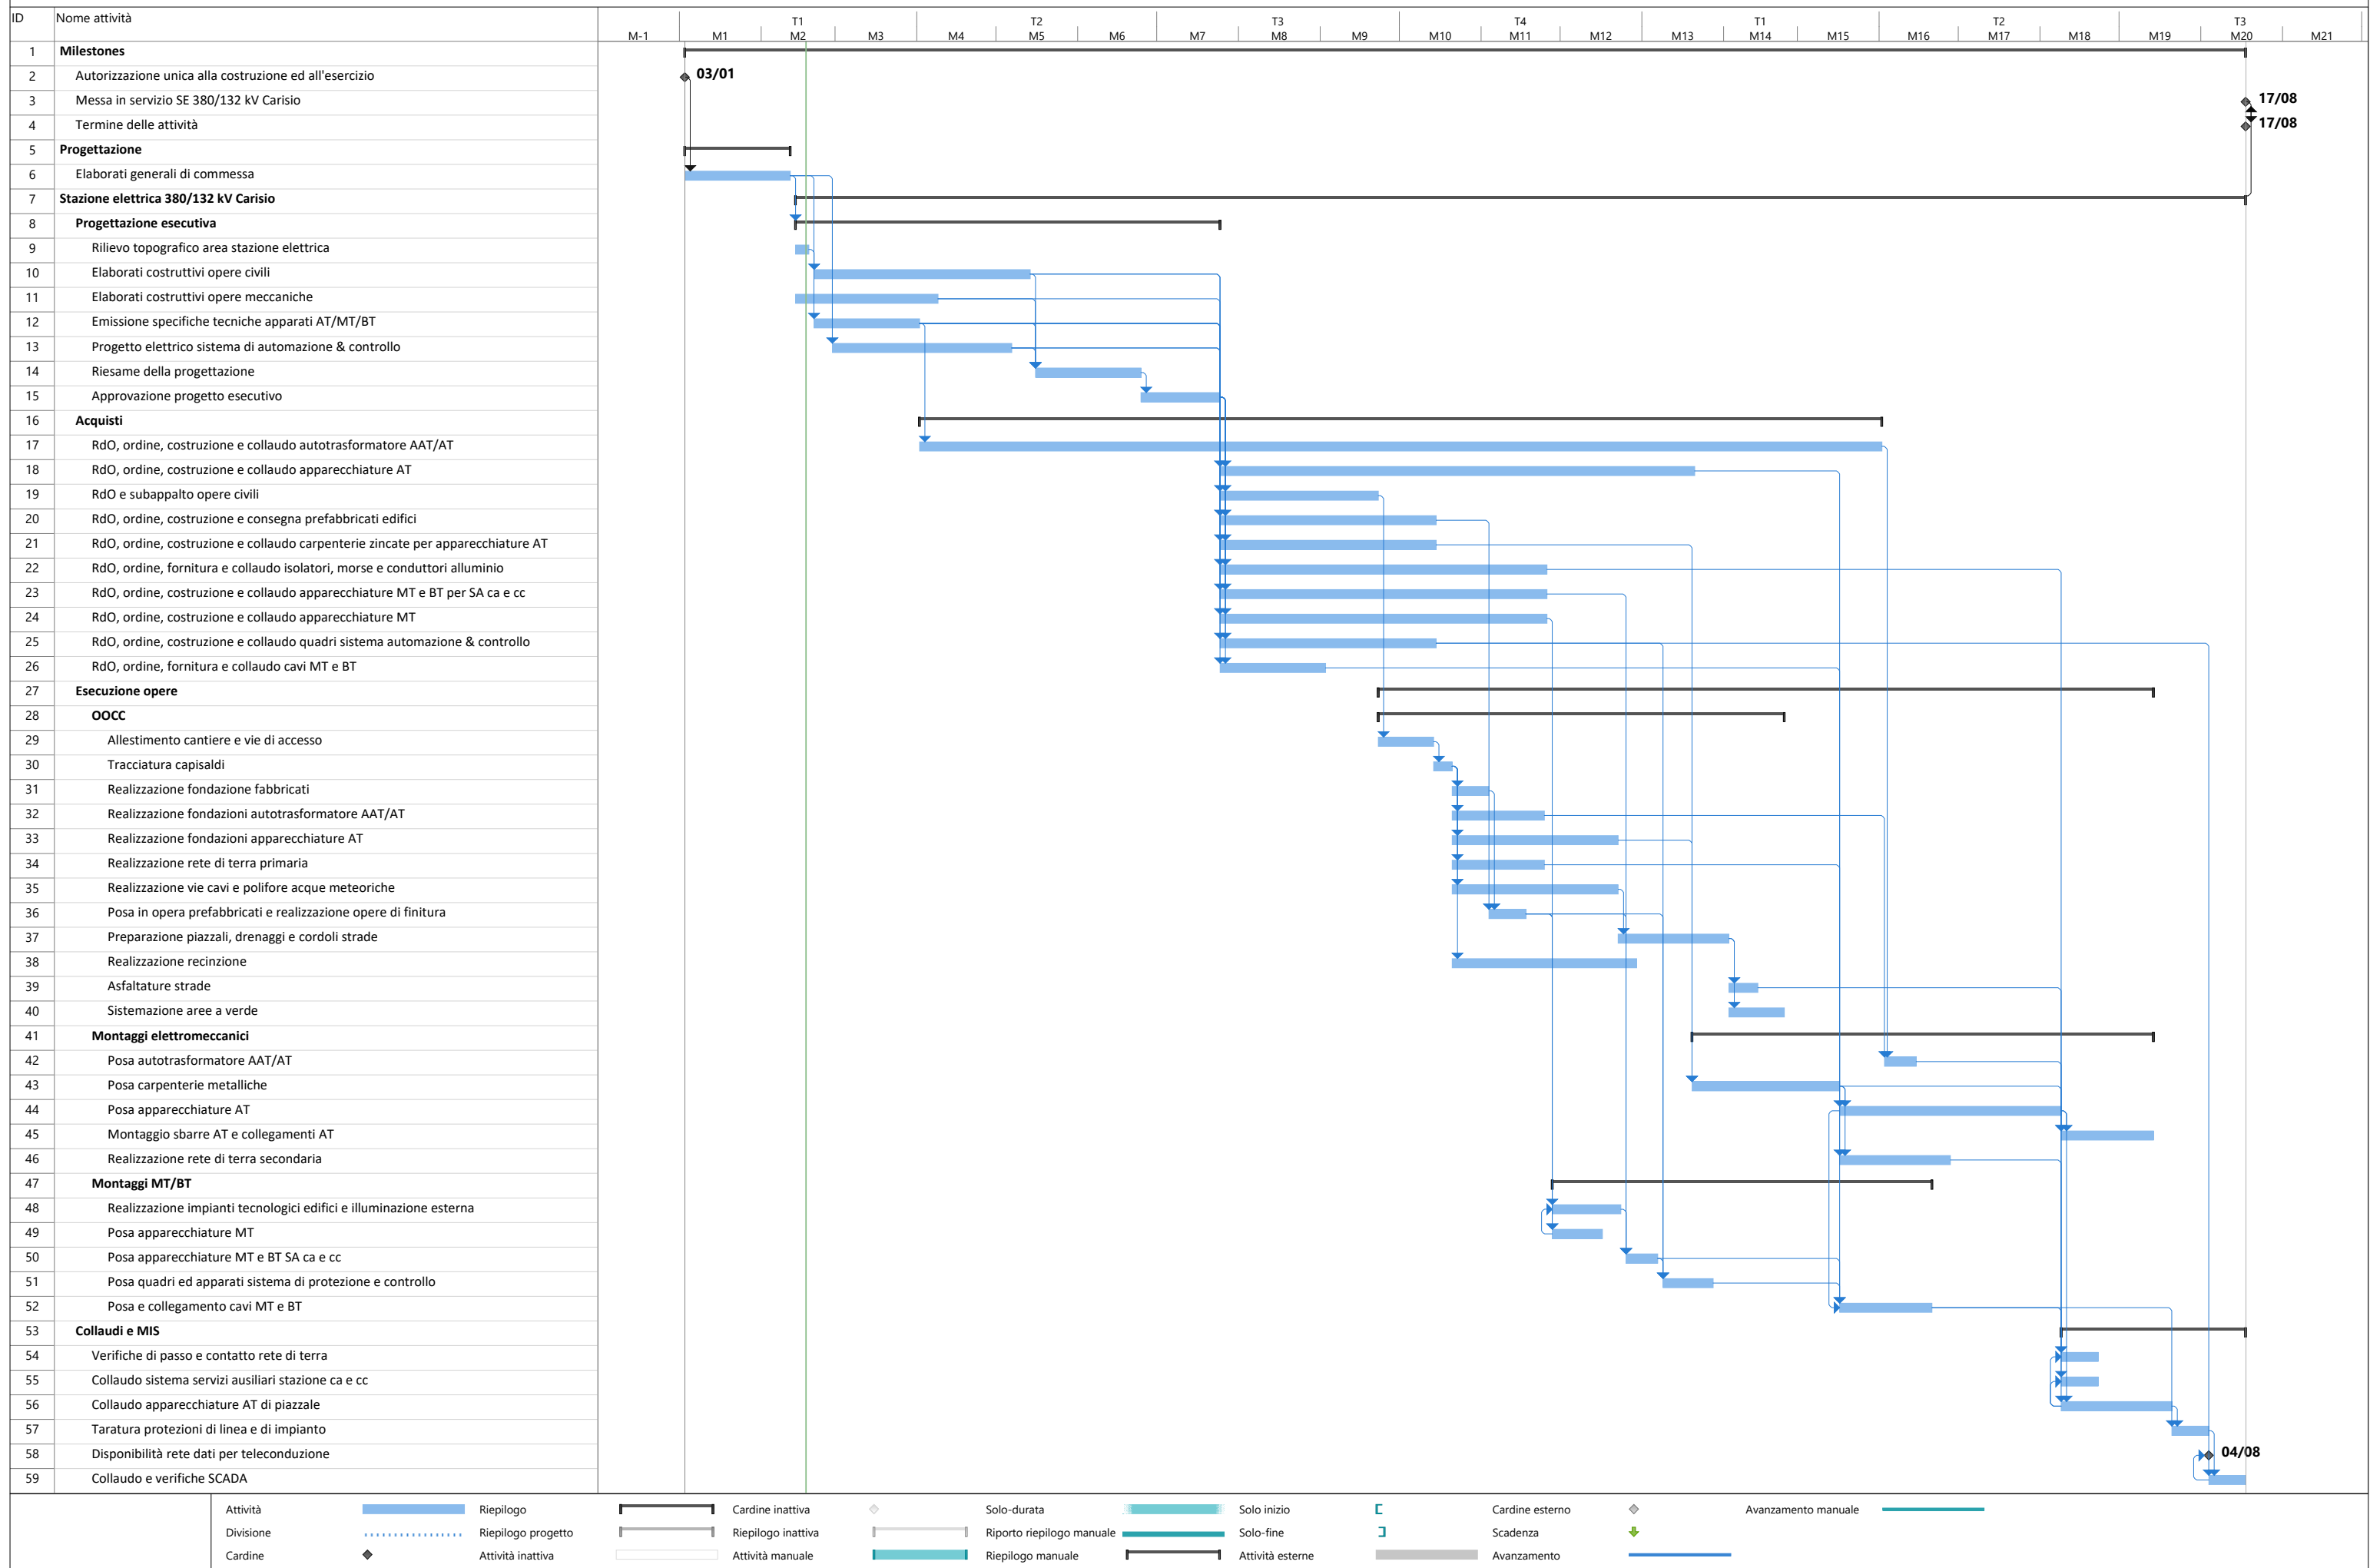 ID Nome attività T1 T2 T3 T4 T1 T2 T3
M-1 M1 M2 M3 M4 M5 M6 M7 M8 M9 M10 M11 M12 M13 M14 M15 M16 M17 M18 M19 M20 M21
1 Milestones
2 Autorizzazione unica alla costruzione ed all'esercizio 03/01
3 Messa in servizio SE 380/132 kV Carisio 17/08
4 Termine delle attività 17/08
5 Progettazione
6 Elaborati generali di commessa
7 Stazione elettrica 380/132 kV Carisio
8 Progettazione esecutiva
9 Rilievo topografico area stazione elettrica
10 Elaborati costruttivi opere civili
11 Elaborati costruttivi opere meccaniche
12 Emissione specifiche tecniche apparati AT/MT/BT
13 Progetto elettrico sistema di automazione & controllo
14 Riesame della progettazione
15 Approvazione progetto esecutivo
16 Acquisti
17 RdO, ordine, costruzione e collaudo autotrasformatore AAT/AT
18 RdO, ordine, costruzione e collaudo apparecchiature AT
19 RdO e subappalto opere civili
20 RdO, ordine, costruzione e consegna prefabbricati edifici
21 RdO, ordine, costruzione e collaudo carpenterie zincate per apparecchiature AT
22 RdO, ordine, fornitura e collaudo isolatori, morse e conduttori alluminio
23 RdO, ordine, costruzione e collaudo apparecchiature MT e BT per SA ca e cc
24 RdO, ordine, costruzione e collaudo apparecchiature MT
25 RdO, ordine, costruzione e collaudo quadri sistema automazione & controllo
26 RdO, ordine, fornitura e collaudo cavi MT e BT
27 Esecuzione opere
28 OOCC
29 Allestimento cantiere e vie di accesso
30 Tracciatura capisaldi
31 Realizzazione fondazione fabbricati
32 Realizzazione fondazioni autotrasformatore AAT/AT
33 Realizzazione fondazioni apparecchiature AT
34 Realizzazione rete di terra primaria
35 Realizzazione vie cavi e polifore acque meteoriche
36 Posa in opera prefabbricati e realizzazione opere di finitura
37 Preparazione piazzali, drenaggi e cordoli strade
38 Realizzazione recinzione
39 Asfaltature strade
40 Sistemazione aree a verde
41 Montaggi elettromeccanici
42 Posa autotrasformatore AAT/AT
43 Posa carpenterie metalliche
44 Posa apparecchiature AT
45 Montaggio sbarre AT e collegamenti AT
46 Realizzazione rete di terra secondaria
47 Montaggi MT/BT
48 Realizzazione impianti tecnologici edifici e illuminazione esterna
49 Posa apparecchiature MT
50 Posa apparecchiature MT e BT SA ca e cc
51 Posa quadri ed apparati sistema di protezione e controllo
52 Posa e collegamento cavi MT e BT
53 Collaudi e MIS
54 Verifiche di passo e contatto rete di terra
55 Collaudo sistema servizi ausiliari stazione ca e cc
56 Collaudo apparecchiature AT di piazzale
57 Taratura protezioni di linea e di impianto
58 Disponibilità rete dati per teleconduzione 04/08
59 Collaudo e verifiche SCADA
Attività Riepilogo Cardine inattiva Solo-durata Solo inizio Cardine esterno Avanzamento manuale
Divisione Riepilogo progetto Riepilogo inattiva Riporto riepilogo manuale Solo-fine Scadenza
Cardine Attività inattiva Attività manuale Riepilogo manuale Attività esterne Avanzamento